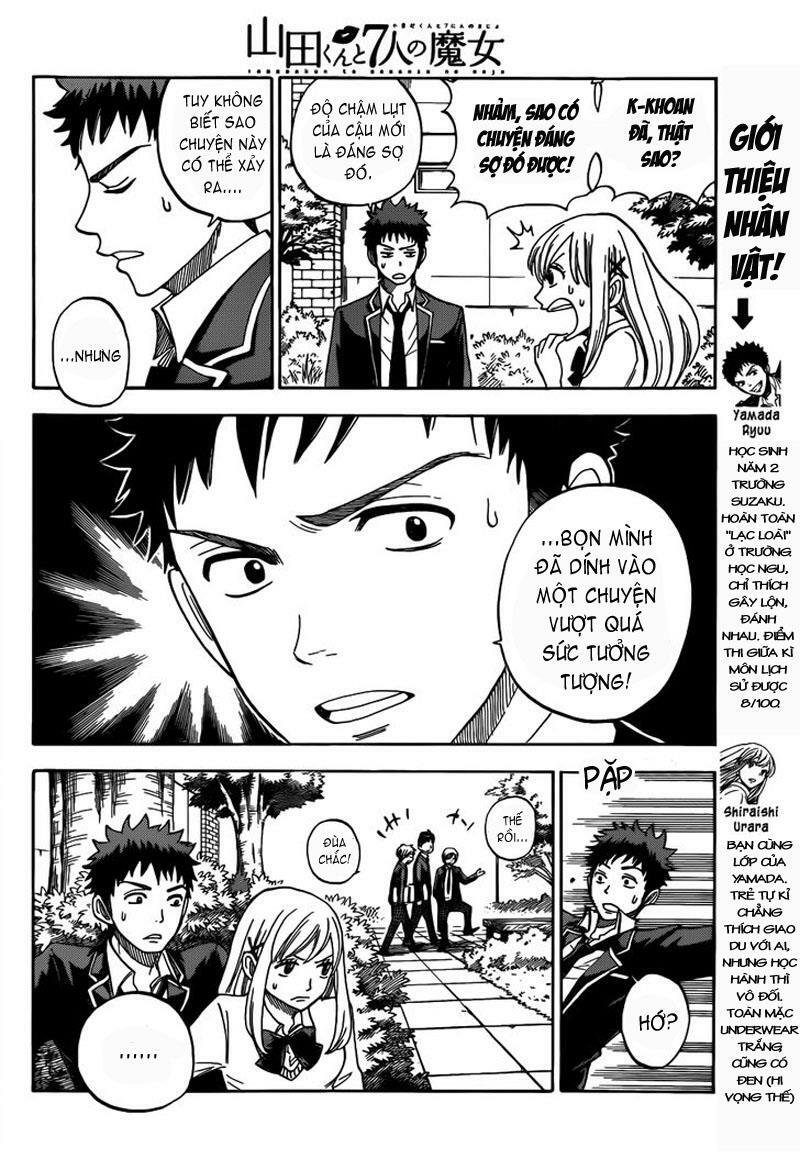 山田くんと7人の魔女
K-KHOAN
ĐÃ, THẬT
SAO?
NHẢM, SAO CÓ
CHUYỆN ĐÁNG
SỢ ĐÓ ĐƯỢC!
ĐỘ CHẬM LỤT
CỦA CẬU MỚI
LÀ ĐÁNG SỢ
ĐÓ.
TUY KHÔNG
BIẾT SAO
CHUYỆN NÀY
CÓ THỂ XẢY
RA....
...NHƯNG
...BỌN MÌNH
ĐÃ DÍNH VÀO
MỘT CHUYỆN
VƯỢT QUÁ
SỨC TƯỞNG
TƯỢNG!
PẶP
HỚ?
THẾ
RỒI...
ĐÙA
CHẮC!
......
GIỚI
THIỆU
NHÂN
VẬT!
Yamada
Ryuu
HỌC SINH
NĂM 2
TRƯỜNG
SUZAKU.
HOÀN TOÀN
"LẠC LOÀI"
Ở TRƯỜNG
HỌC NGU,
CHỈ THÍCH
GÂY LỘN,
ĐÁNH
NHAU. ĐIỂM
THI GIỮA KÌ
MÔN LỊCH
SỬ ĐƯỢC
8/100.
Shiraishi
Urara
BẠN CÙNG
LỚP CỦA
YAMADA.
TRẺ TỰ KỈ
CHẲNG
THÍCH GIAO
DU VỚI AI,
NHƯNG HỌC
HÀNH THÌ
VÔ ĐỐI.
TOÀN MẶC
UNDERWEAR
TRẮNG,
CŨNG CÓ
ĐEN (HI
VỌNG THẾ)